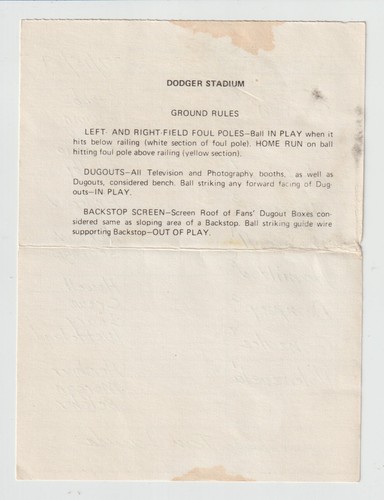 DODGER STADIUM
GROUND RULES
LEFT- AND RIGHT-FIELD FOUL POLES—Ball IN PLAY when it
hits below railing (white section of foul pole). HOME RUN on ball
hitting foul pole above railing (yellow section).
DUGOUTS—All Television and Photography booths, as well as
Dugouts, considered bench. Ball striking any forward facing of Dug-
outs—IN PLAY.
BACKSTOP SCREEN—Screen Roof of Fans' Dugout Boxes con-
sidered same as sloping area of a Backstop. Ball striking guide wire
supporting Backstop—OUT OF PLAY.